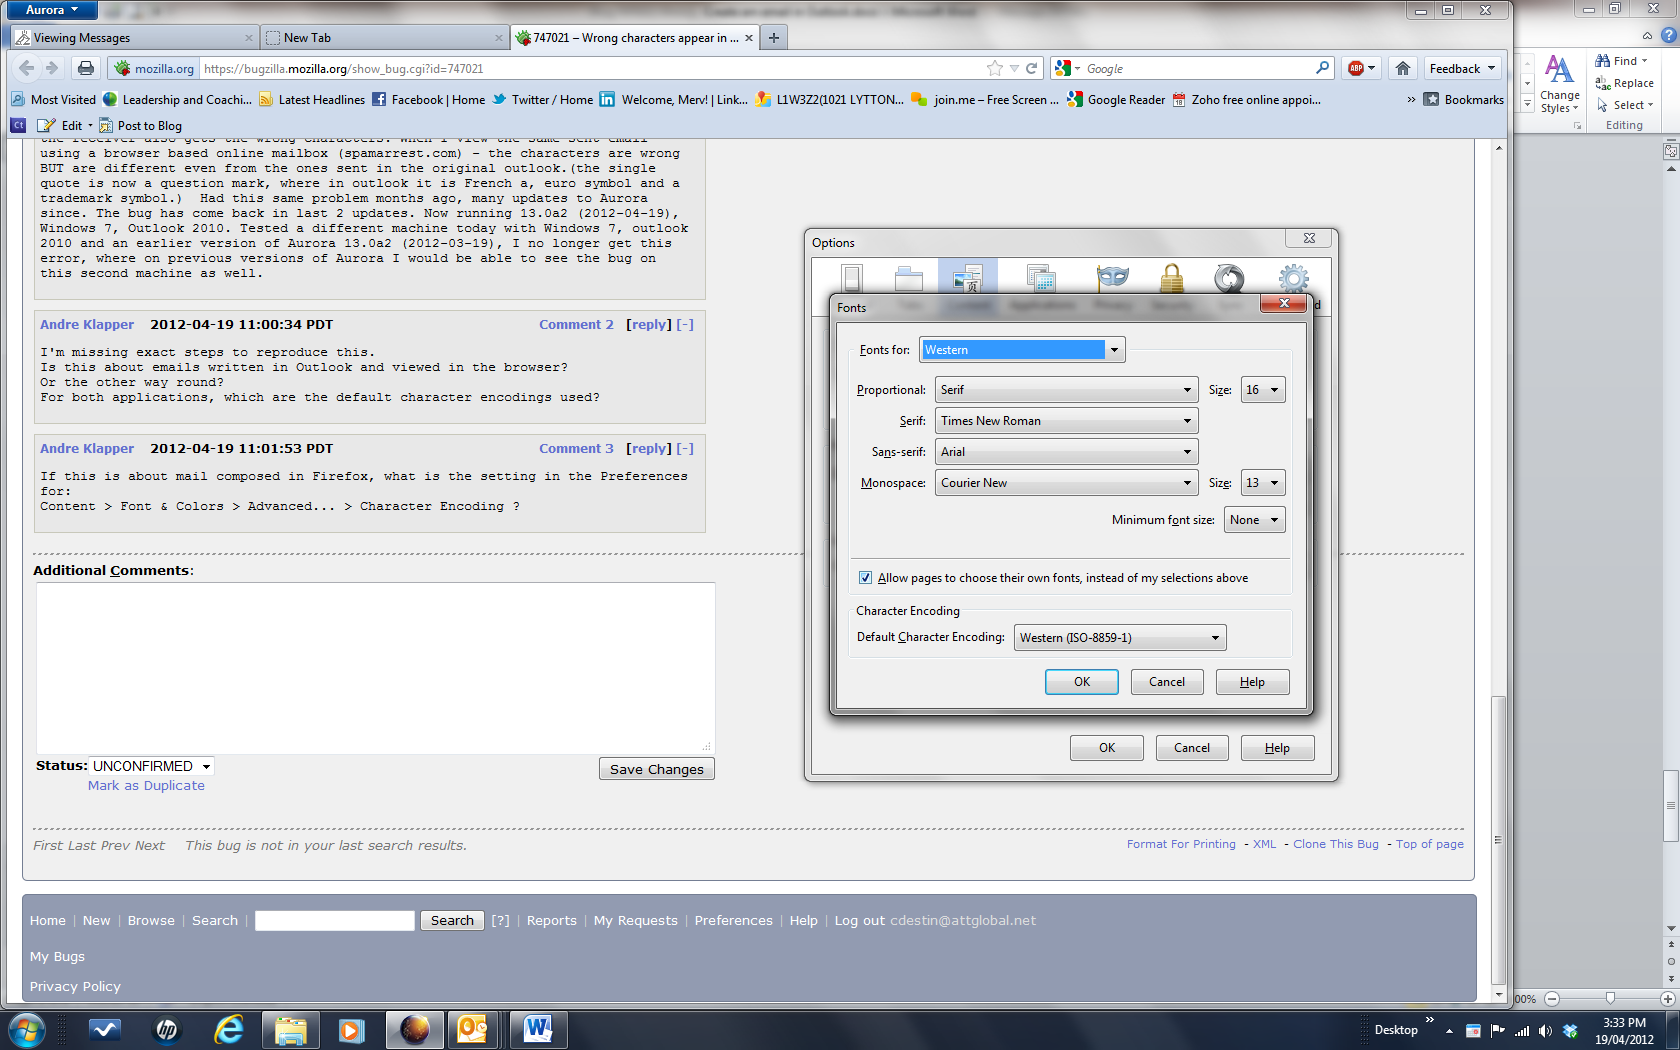 Aurora
Viewing Messages
New Tab
747021 – Wrong characters appear in ...
mozilla.org
https://bugzilla.mozilla.org/show_bug.cgi?id=747021
Google
ABP
Feedback
Most Visited
Leadership and Coachi...
Latest Headlines
Facebook | Home
Twitter / Home
Welcome, Merv! | Link...
L1W3Z2(1021 LYTTON...
join.me – Free Screen ...
Google Reader
Zoho free online appoi...
»
Bookmarks
Ct
Edit
Post to Blog
Find
Replace
Select
Change
Styles
Editing
the receiver also gets the wrong characters. When I view the same sent email
using a browser based online mailbox (spamarrest.com) - the characters are wrong
BUT are different even from the ones sent in the original outlook.(the single
quote is now a question mark, where in outlook it is French a, euro symbol and a
trademark symbol.)  Had this same problem months ago, many updates to Aurora
since. The bug has come back in last 2 updates. Now running 13.0a2 (2012-04-19),
Windows 7, Outlook 2010. Tested a different machine today with Windows 7, outlook
2010 and an earlier version of Aurora 13.0a2 (2012-03-19), I no longer get this
error, where on previous versions of Aurora I would be able to see the bug on
this second machine as well.
Andre Klapper 2012-04-19 11:00:34 PDT Comment 2 [reply] [-]
I'm missing exact steps to reproduce this.
Is this about emails written in Outlook and viewed in the browser?
Or the other way round?
For both applications, which are the default character encodings used?
Andre Klapper 2012-04-19 11:01:53 PDT Comment 3 [reply] [-]
If this is about mail composed in Firefox, what is the setting in the Preferences
for:
Content > Font & Colors > Advanced... > Character Encoding ?
Additional Comments:
Status: UNCONFIRMED
Save Changes
Mark as Duplicate
First Last Prev Next This bug is not in your last search results.
Format For Printing - XML - Clone This Bug - Top of page
Home | New | Browse | Search | Search [?] | Reports | My Requests | Preferences | Help | Log out cdestin@attglobal.net
My Bugs
Privacy Policy
Options
Fonts
Fonts for: Western
Proportional: Serif Size: 16
Serif: Times New Roman
Sans-serif: Arial
Monospace: Courier New Size: 13
Minimum font size: None
Allow pages to choose their own fonts, instead of my selections above
Character Encoding
Default Character Encoding: Western (ISO-8859-1)
OK Cancel Help
OK Cancel Help
00%
Desktop
»
3:33 PM
19/04/2012